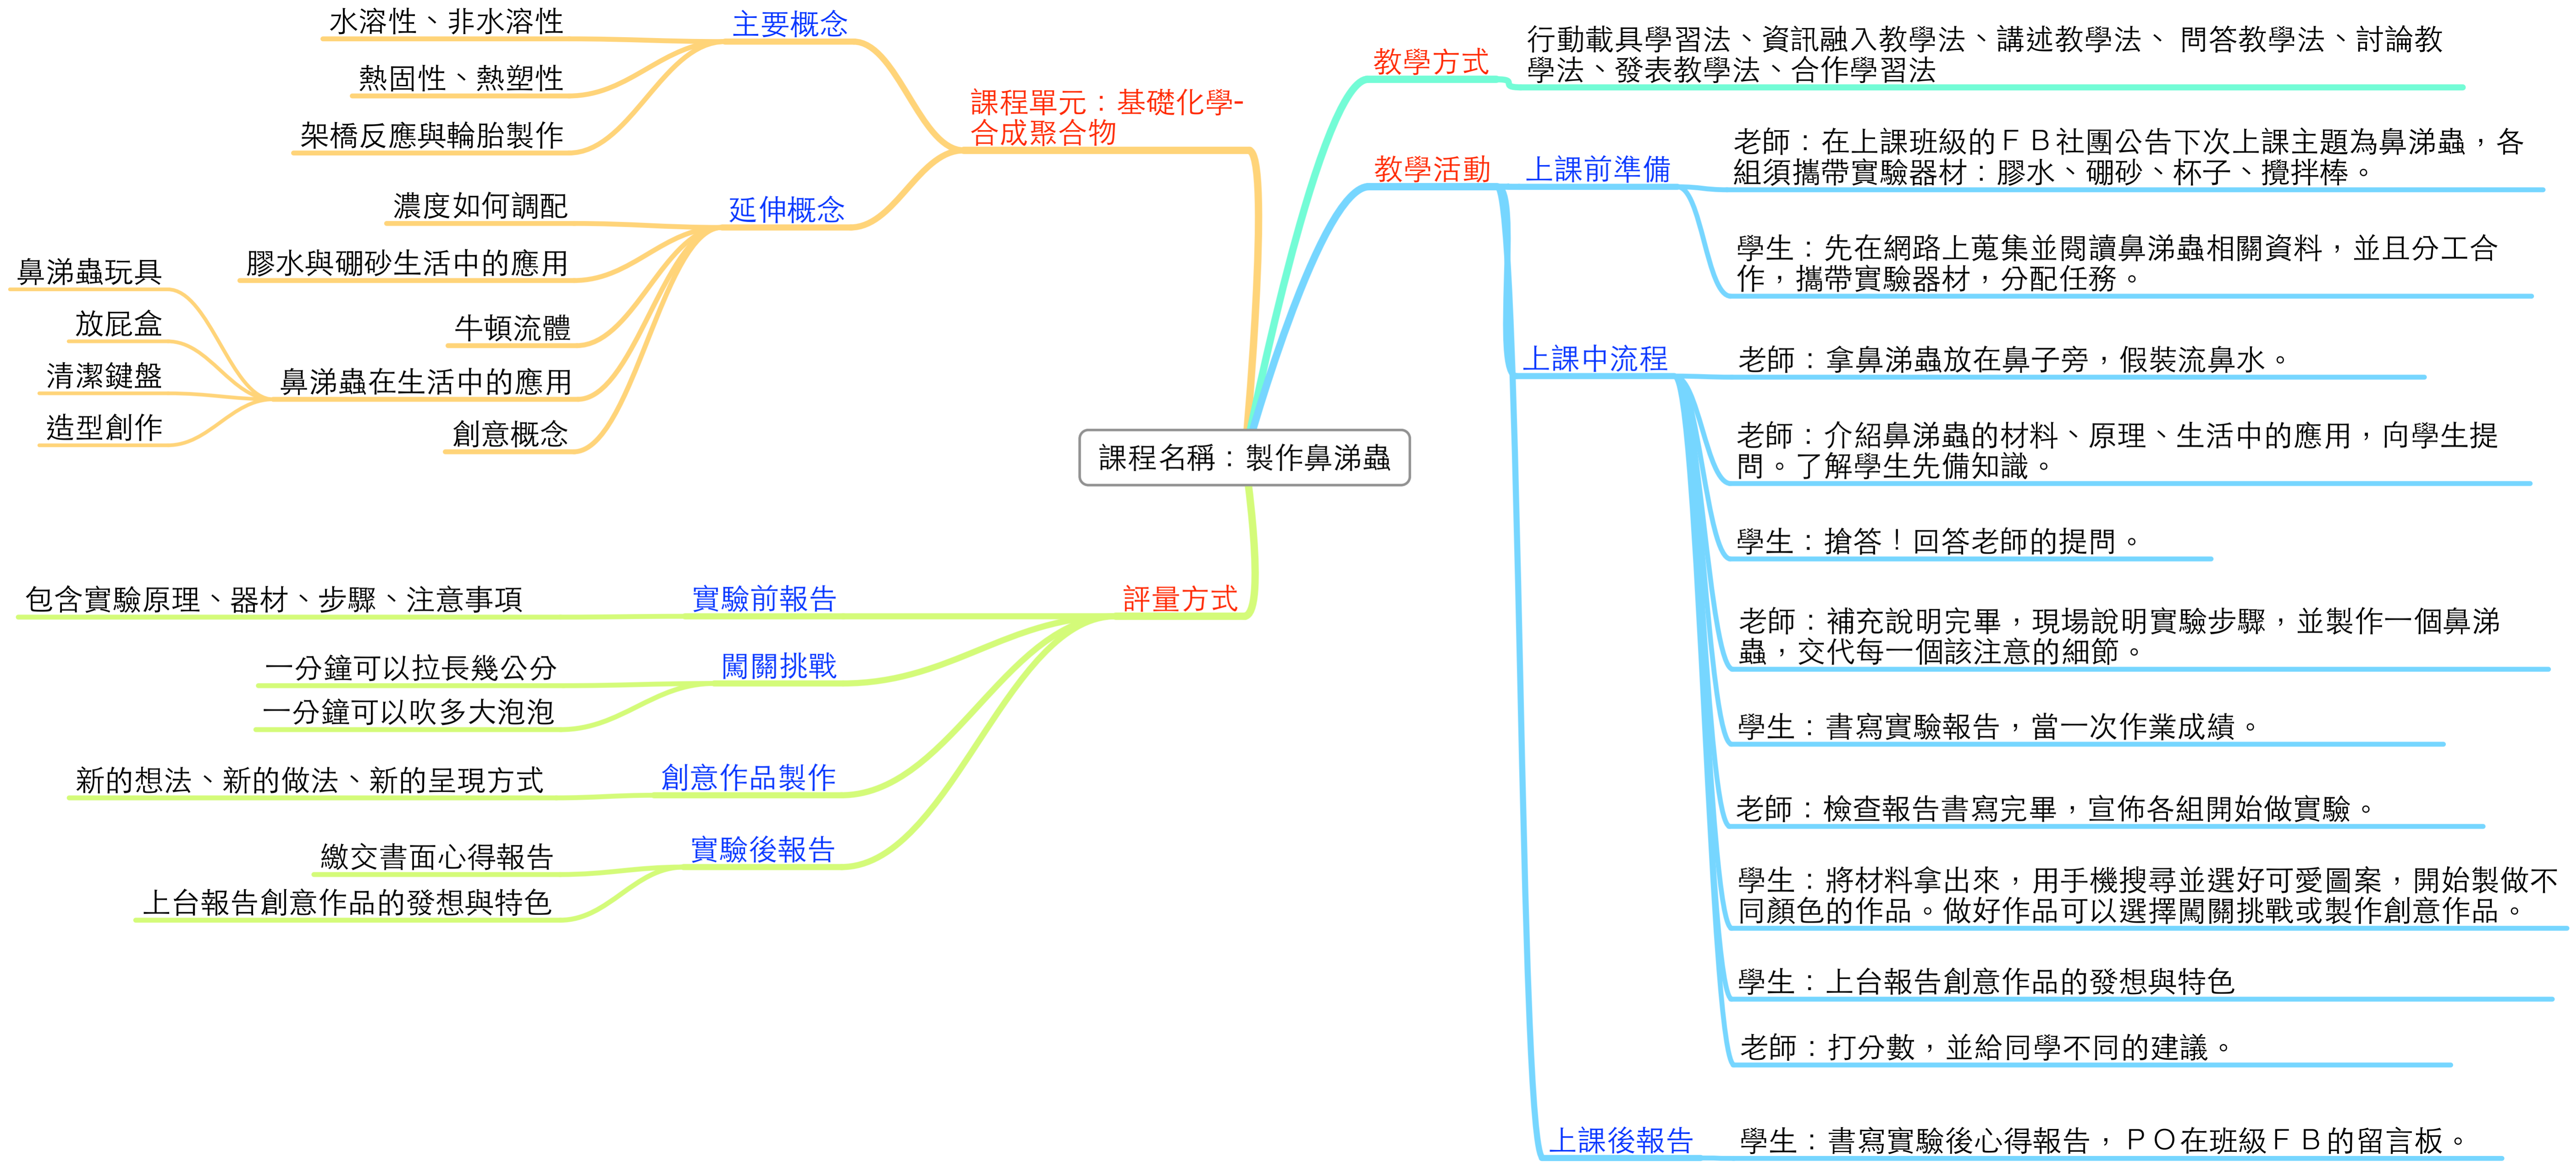 課程名稱：製作鼻涕蟲
課程單元：基礎化學-
合成聚合物
主要概念
水溶性、非水溶性
熱固性、熱塑性
架橋反應與輪胎製作
延伸概念
濃度如何調配
膠水與硼砂生活中的應用
牛頓流體
鼻涕蟲在生活中的應用
鼻涕蟲玩具
放屁盒
清潔鍵盤
造型創作
創意概念
評量方式
實驗前報告
包含實驗原理、器材、步驟、注意事項
闖關挑戰
一分鐘可以拉長幾公分
一分鐘可以吹多大泡泡
創意作品製作
新的想法、新的做法、新的呈現方式
實驗後報告
繳交書面心得報告
上台報告創意作品的發想與特色
教學方式
行動載具學習法、資訊融入教學法、講述教學法、 問答教學法、討論教
學法、發表教學法、合作學習法
教學活動
上課前準備
老師：在上課班級的ＦＢ社團公告下次上課主題為鼻涕蟲，各
組須攜帶實驗器材：膠水、硼砂、杯子、攪拌棒。
學生：先在網路上蒐集並閱讀鼻涕蟲相關資料，並且分工合
作，攜帶實驗器材，分配任務。
上課中流程
老師：拿鼻涕蟲放在鼻子旁，假裝流鼻水。
老師：介紹鼻涕蟲的材料、原理、生活中的應用，向學生提
問。了解學生先備知識。
學生：搶答！回答老師的提問。
老師：補充說明完畢，現場說明實驗步驟，並製作一個鼻涕
蟲，交代每一個該注意的細節。
學生：書寫實驗報告，當一次作業成績。
老師：檢查報告書寫完畢，宣佈各組開始做實驗。
學生：將材料拿出來，用手機搜尋並選好可愛圖案，開始製做不
同顏色的作品。做好作品可以選擇闖關挑戰或製作創意作品。
學生：上台報告創意作品的發想與特色
老師：打分數，並給同學不同的建議。
上課後報告
學生：書寫實驗後心得報告，ＰＯ在班級ＦＢ的留言板。